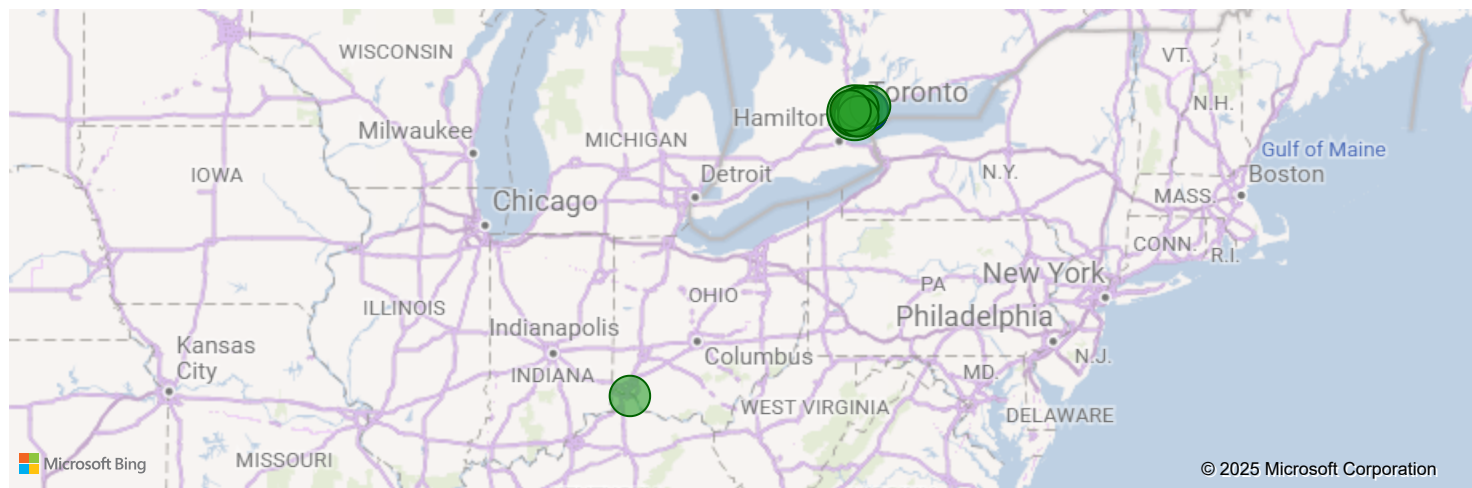 WISCONSIN
VT.
Toronto
N.H.
Hamilton
Milwaukee
MICHIGAN
Gulf of Maine
IOWA
Detroit
N.Y.
Boston
Chicago
MASS.
CONN.
R.I.
OHIO
PA
New York
ILLINOIS
Indianapolis
Philadelphia
Kansas
City
Columbus
N.J.
INDIANA
MD.
WEST VIRGINIA
DELAWARE
MISSOURI
Microsoft Bing
© 2025 Microsoft Corporation